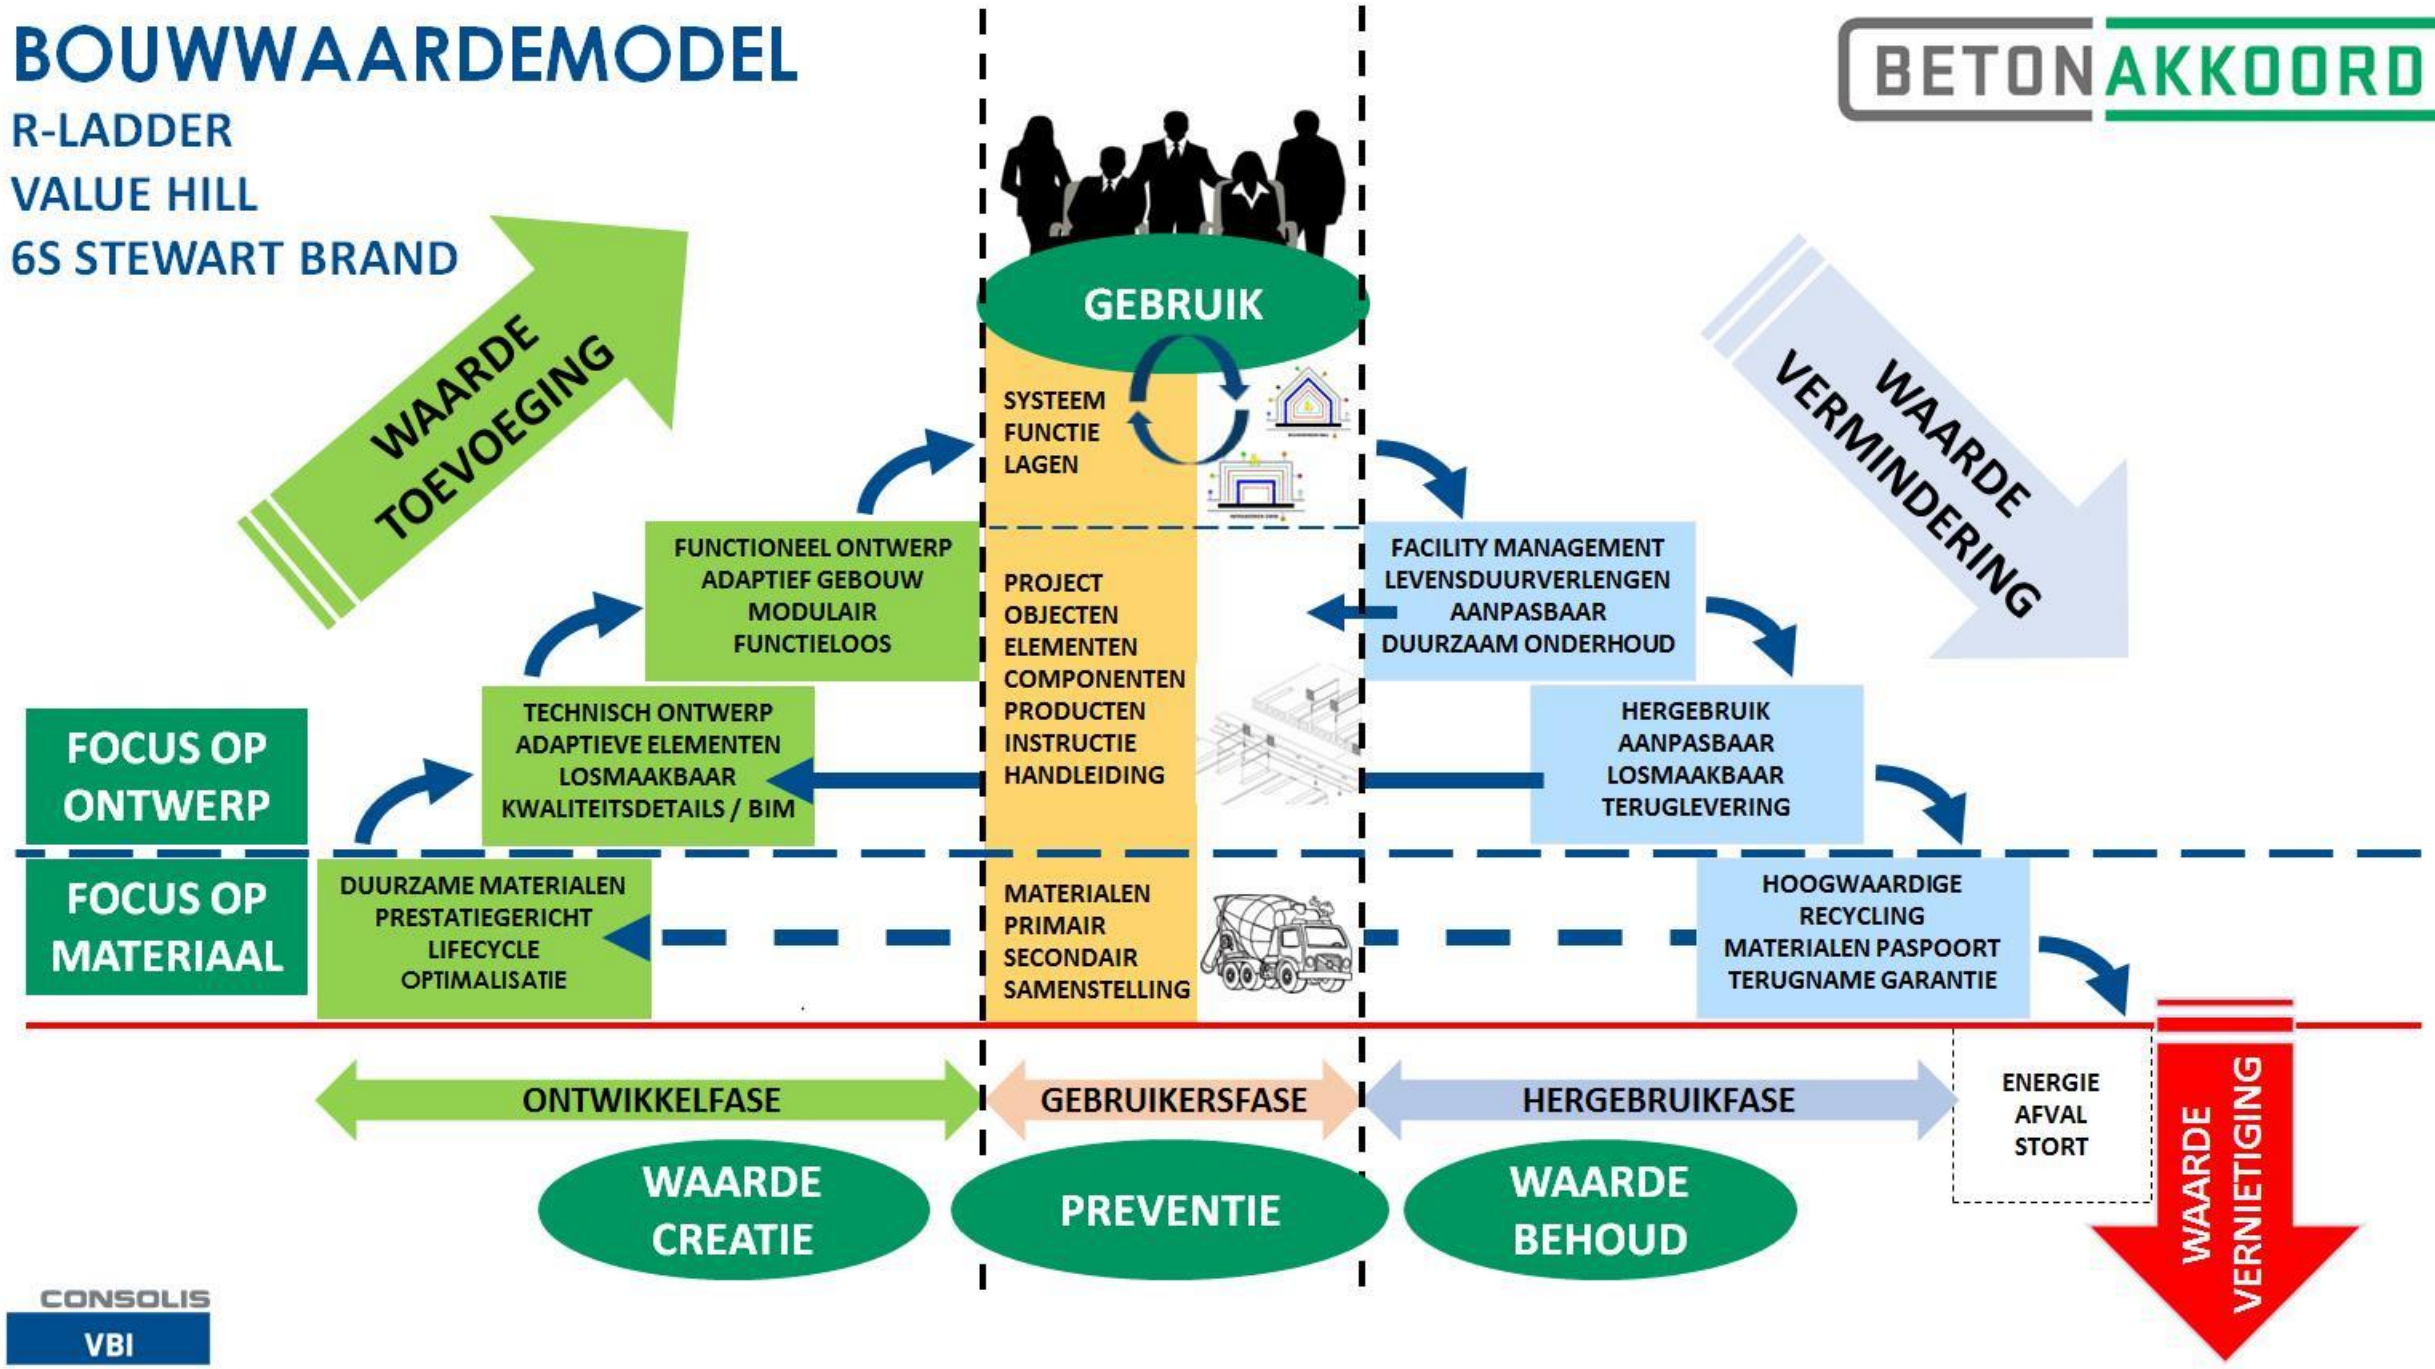 BOUWWAARDEMODEL
R-LADDER
VALUE HILL
6S STEWART BRAND
BETONAKKOORD
WAARDE
TOEVOEGING
GEBRUIK
WAARDE
VERMINDERING
SYSTEEM
FUNCTIE
LAGEN
FUNCTIONEEL ONTWERP
ADAPTIEF GEBOUW
MODULAIR
FUNCTIELOOS
PROJECT
OBJECTEN
ELEMENTEN
COMPONENTEN
PRODUCTEN
INSTRUCTIE
HANDLEIDING
FACILITY MANAGEMENT
LEVENSDUURVERLENGEN
AANPASBAAR
DUURZAAM ONDERHOUD
FOCUS OP
ONTWERP
TECHNISCH ONTWERP
ADAPTIEVE ELEMENTEN
LOSMAAKBAAR
KWALITEITSDETAILS / BIM
HERGEBRUIK
AANPASBAAR
LOSMAAKBAAR
TERUGLEVERING
FOCUS OP
MATERIAAL
DUURZAME MATERIALEN
PRESTATIEGERICHT
LIFECYCLE
OPTIMALISATIE
MATERIALEN
PRIMAIR
SECONDAIR
SAMENSTELLING
HOOGWAARDIGE
RECYCLING
MATERIALEN PASPOORT
TERUGNAME GARANTIE
ONTWIKKELFASE
GEBRUIKERSFASE
HERGEBRUIKFASE
ENERGIE
AFVAL
STORT
WAARDE
VERNIETIGING
WAARDE
CREATIE
PREVENTIE
WAARDE
BEHOUD
CONSOLIS
VBI